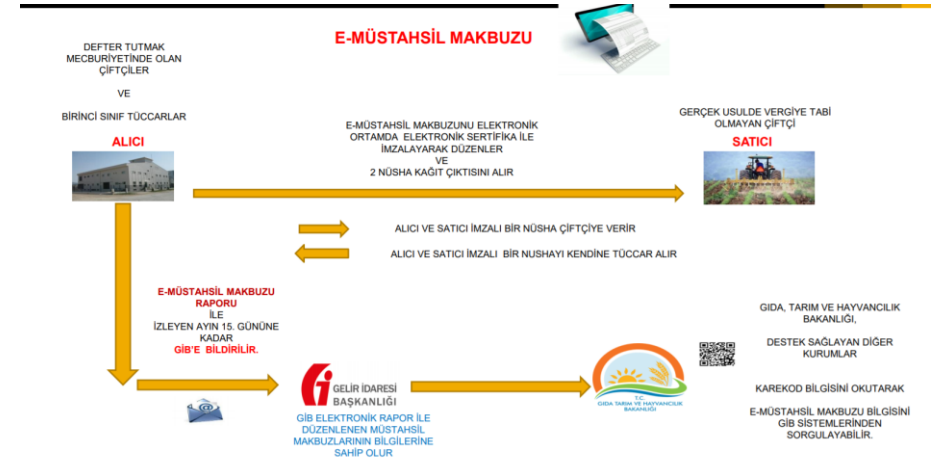 E-MÜSTAHSİL MAKBUZU
DEFTER TUTMAK
MECBURİYETİNDE OLAN
ÇİFTÇİLER
VE
BİRİNCİ SINIF TÜCCARLAR
ALICI
E-MÜSTAHSİL MAKBUZUNU ELEKTRONİK
ORTAMDA ELEKTRONİK SERTİFİKA İLE
İMZALAYARAK DÜZENLER
VE
2 NÜSHA KAĞIT ÇIKTISINI ALIR
GERÇEK USULDE VERGİYE TABİ
OLMAYAN ÇİFTÇİ
SATICI
ALICI VE SATICI İMZALI BİR NÜSHA ÇİFTÇİYE VERİR
ALICI VE SATICI İMZALI BİR NUSHAYI KENDİNE TÜCCAR ALIR
E-MÜSTAHSİL MAKBUZU
RAPORU
İLE
İZLEYEN AYIN 15. GÜNÜNE
KADAR
GİB'E BİLDİRİLİR.
GELİR İDARESİ
BAŞKANLIĞI
GİB ELEKTRONİK RAPOR İLE
DÜZENLENEN MÜSTAHSİL
MAKBUZLARININ BİLGİLERİNE
SAHİP OLUR
T.C.
GIDA TARIM VE HAYVANCILIK
BAKANLIĞI
GIDA, TARIM VE HAYVANCILIK
BAKANLIĞI,
DESTEK SAĞLAYAN DİĞER
KURUMLAR
KAREKOD BİLGİSİNİ OKUTARAK
E-MÜSTAHSİL MAKBUZU BİLGİSİNİ
GİB SİSTEMLERİNDEN
SORGULAYABİLİR.